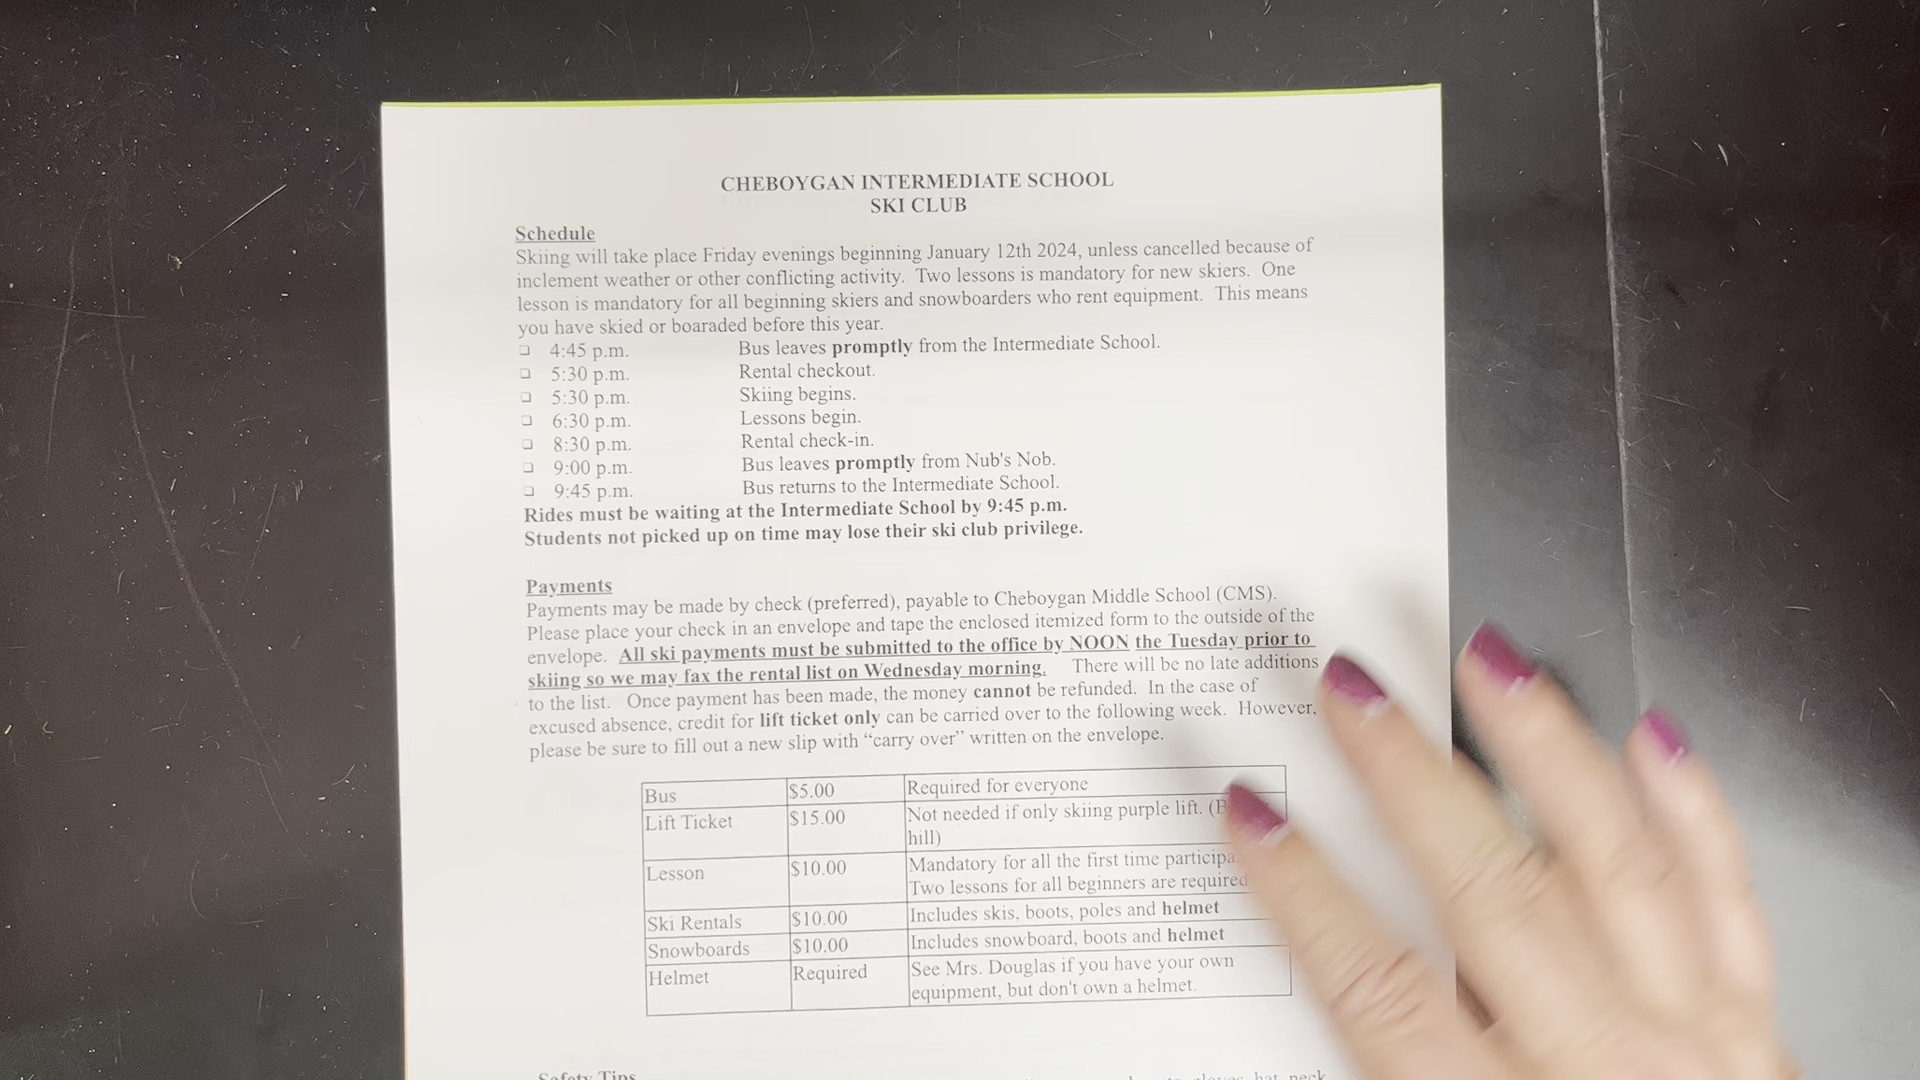 CHEBOYGAN INTERMEDIATE SCHOOL
SKI CLUB
Schedule
Skiing will take place Friday evenings beginning January 12th 2024, unless cancelled because of
inclement weather or other conflicting activity. Two lessons is mandatory for new skiers. One
lesson is mandatory for all beginning skiers and snowboarders who rent equipment. This means
you have skied or boaraded before this year.
❑ 4:45 p.m. Bus leaves promptly from the Intermediate School.
❑ 5:30 p.m. Rental checkout.
❑ 5:30 p.m. Skiing begins.
❑ 6:30 p.m. Lessons begin.
❑ 8:30 p.m. Rental check-in.
❑ 9:00 p.m. Bus leaves promptly from Nub's Nob.
❑ 9:45 p.m. Bus returns to the Intermediate School.
Rides must be waiting at the Intermediate School by 9:45 p.m.
Students not picked up on time may lose their ski club privilege.
Payments
Payments may be made by check (preferred), payable to Cheboygan Middle School (CMS).
Please place your check in an envelope and tape the enclosed itemized form to the outside of the
envelope. All ski payments must be submitted to the office by NOON the Tuesday prior to
skiing so we may fax the rental list on Wednesday morning. There will be no late additions
to the list. Once payment has been made, the money cannot be refunded. In the case of
excused absence, credit for lift ticket only can be carried over to the following week. However,
please be sure to fill out a new slip with “carry over” written on the envelope.
Bus $5.00 Required for everyone
Lift Ticket $15.00 Not needed if only skiing purple lift.
hill)
Lesson $10.00 Mandatory for all the first time
Two lessons for all beginners are required
Ski Rentals $10.00 Includes skis, boots, poles and helmet
Snowboards $10.00 Includes snowboard, boots and helmet
Helmet Required See Mrs. Douglas if you have your own
equipment, but don't own a helmet.
Safety Tips
hat, neck